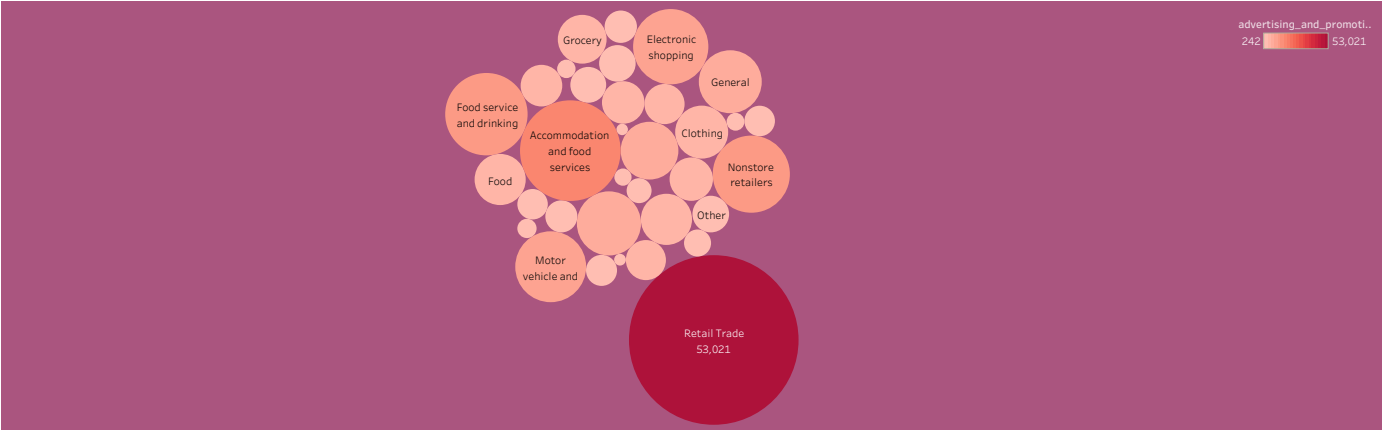 advertising_and_promoti..
242
53,021
Grocery
Electronic
shopping
General
Food service
and drinking
Accommodation
and food
services
Clothing
Nonstore
retailers
Food
Other
Motor
vehicle and
Retail Trade
53,021